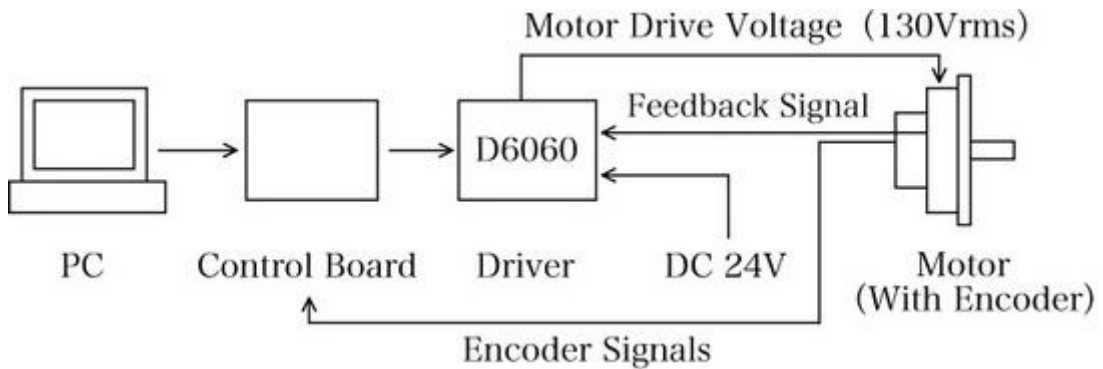 Motor Drive Voltage (130Vrms)
Feedback Signal
D6060
PC
Control Board
Driver
DC 24V
Motor
(With Encoder)
Encoder Signals